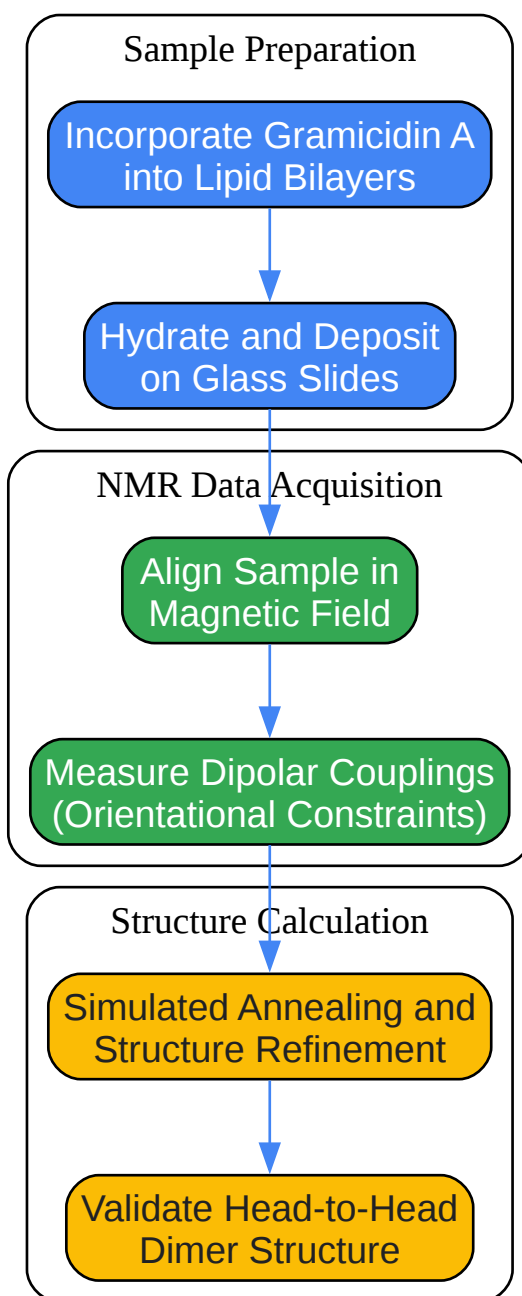 Sample Preparation
Incorporate Gramicidin A
into Lipid Bilayers
Hydrate and Deposit
on Glass Slides
NMR Data Acquisition
Align Sample in
Magnetic Field
Measure Dipolar Couplings
(Orientational Constraints)
Structure Calculation
Simulated Annealing and
Structure Refinement
Validate Head-to-Head
Dimer Structure